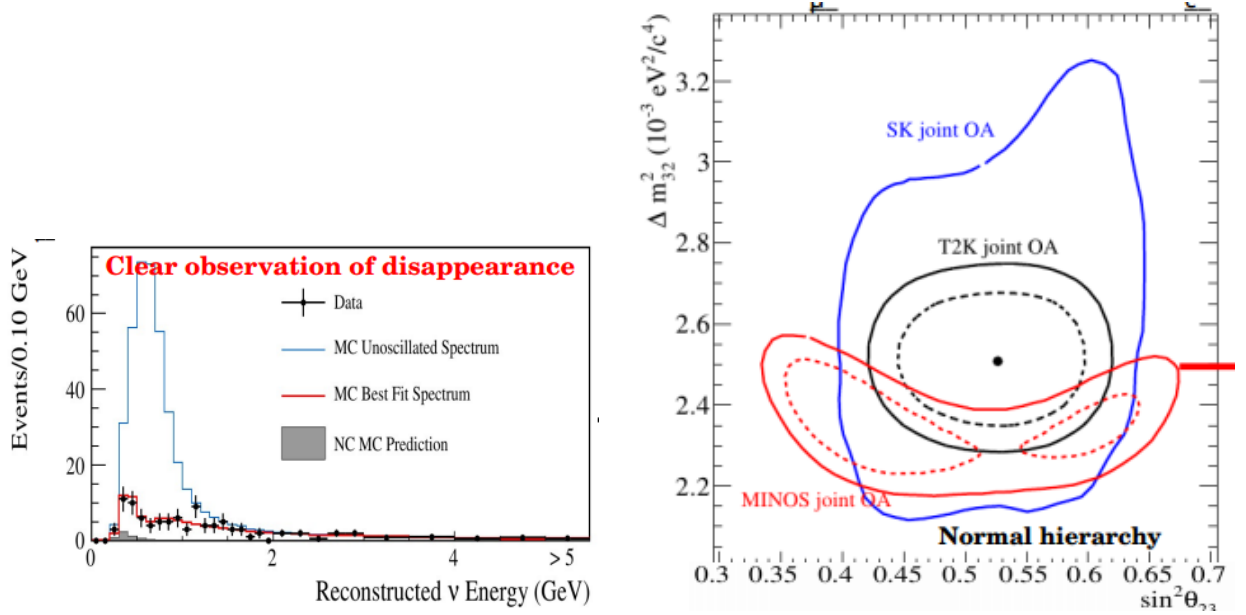 Clear observation of disappearance
Data
MC Unoscillated Spectrum
MC Best Fit Spectrum
NC MC Prediction
Events/0.10 GeV
60
40
20
0
0
2
4
> 5
Reconstructed ν Energy (GeV)
Δ m²₃₂ (10⁻³ eV²/c⁴)
3.2
3
2.8
2.6
2.4
2.2
SK joint OA
T2K joint OA
MINOS joint OA
Normal hierarchy
0.3 0.35 0.4 0.45 0.5 0.55 0.6 0.65 0.7
sin²θ₂₃